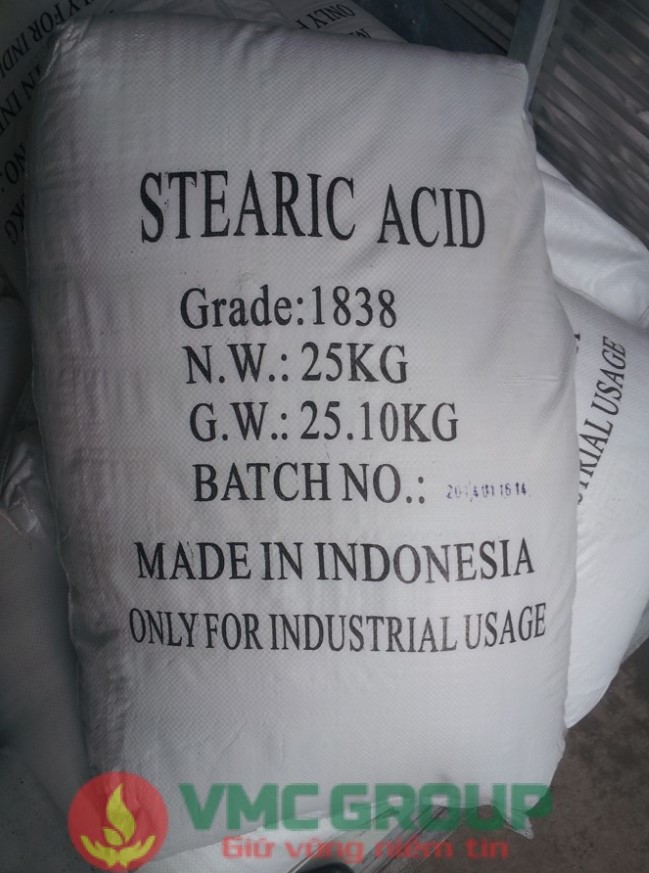 STEARIC ACID
Grade:1838
N.W.: 25KG
G.W.: 25.10KG
BATCH NO.:
MADE IN INDONESIA
ONLY FOR INDUSTRIAL USAGE
USAGE
VMC GROUP
Giữ vững niềm tin